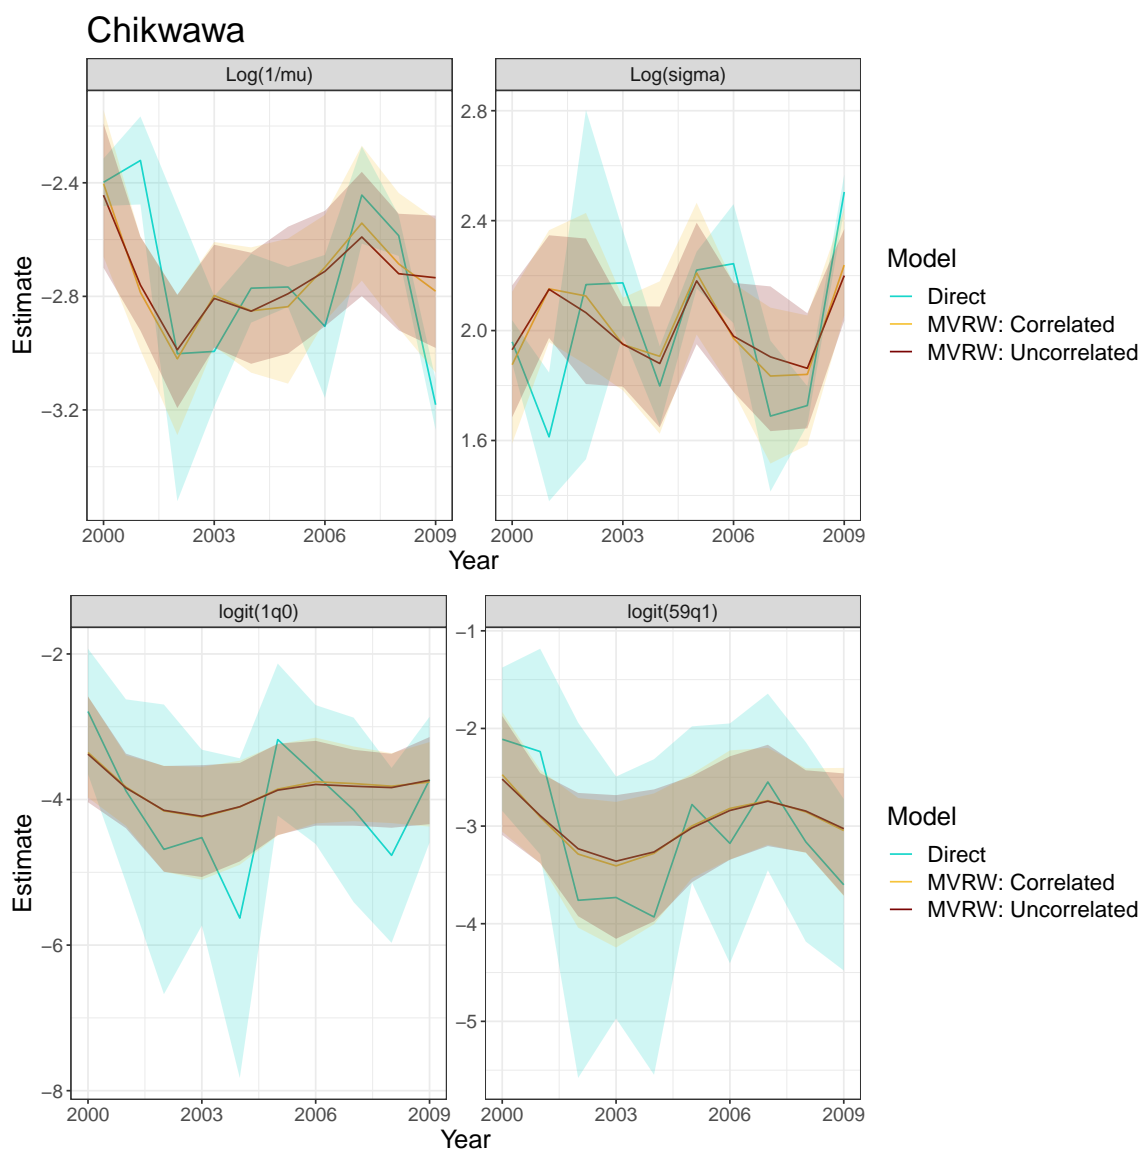 Chikwawa
Log(1/mu)
Log(sigma)
−2.4
−2.8
−3.2
2.8
2.4
2.0
1.6
Estimate
2000 2003 2006 2009
2000 2003 2006 2009
Year
Model
Direct
MVRW: Correlated
MVRW: Uncorrelated
logit(1q0)
logit(59q1)
−2
−4
−6
−8
−1
−2
−3
−4
−5
Estimate
2000 2003 2006 2009
2000 2003 2006 2009
Year
Model
Direct
MVRW: Correlated
MVRW: Uncorrelated